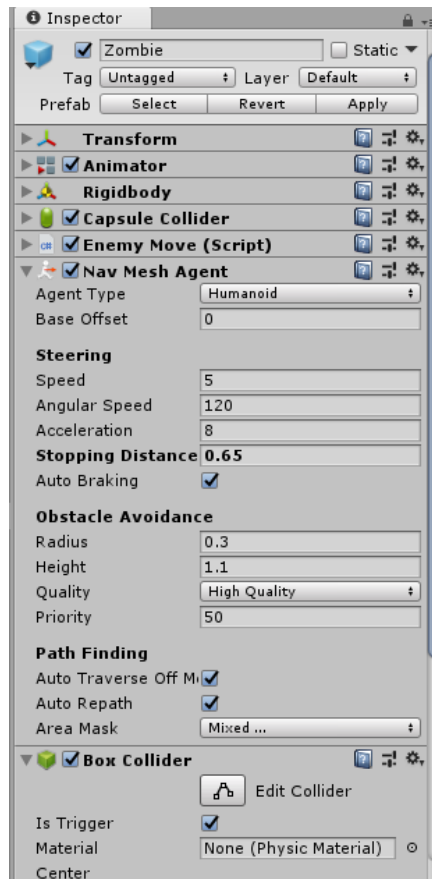 Inspector
Zombie Static
Tag Untagged Layer Default
Prefab Select Revert Apply
Transform
Animator
Rigidbody
Capsule Collider
c# Enemy Move (Script)
Nav Mesh Agent
Agent Type Humanoid
Base Offset 0
Steering
Speed 5
Angular Speed 120
Acceleration 8
Stopping Distance 0.65
Auto Braking
Obstacle Avoidance
Radius 0.3
Height 1.1
Quality High Quality
Priority 50
Path Finding
Auto Traverse Off M
Auto Repath
Area Mask Mixed ...
Box Collider
Edit Collider
Is Trigger
Material None (Physic Material)
Center